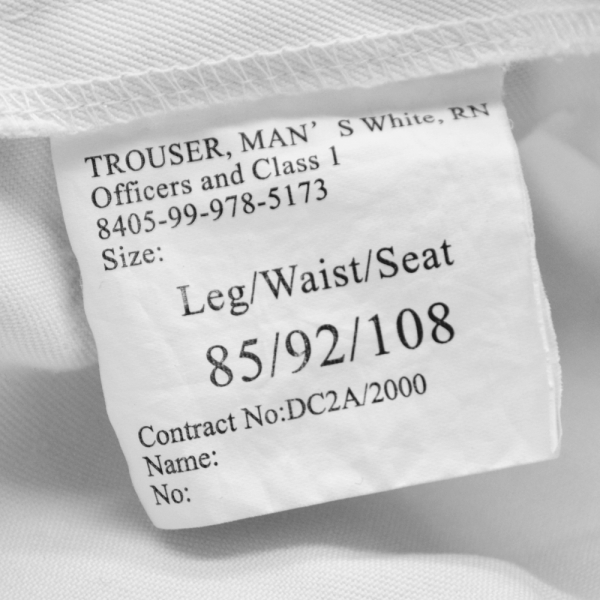 TROUSER, MAN’ S White, RN
Officers and Class 1
8405-99-978-5173
Size:
Leg/Waist/Seat
85/92/108
Contract No:DC2A/2000
Name:
No: